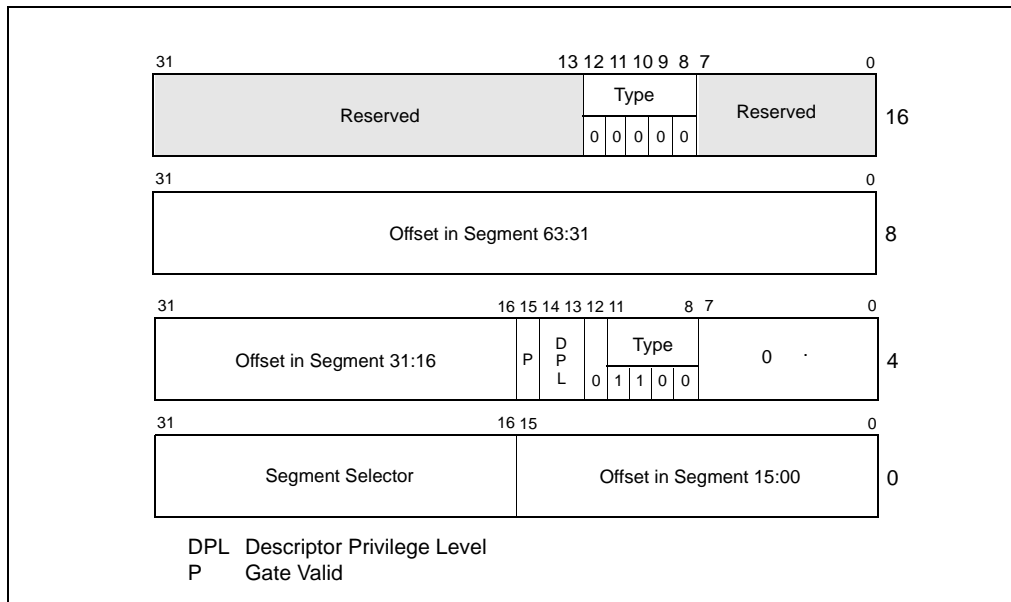 31 13 12 11 10 9 8 7 0
Type
Reserved Reserved 16
0 0 0 0 0
31 0
Offset in Segment 63:31 8
31 16 15 14 13 12 11 8 7 0
Offset in Segment 31:16 P DPL Type 0 . 4
0 1 1 0 0
31 16 15 0
Segment Selector Offset in Segment 15:00 0
DPL Descriptor Privilege Level
P Gate Valid